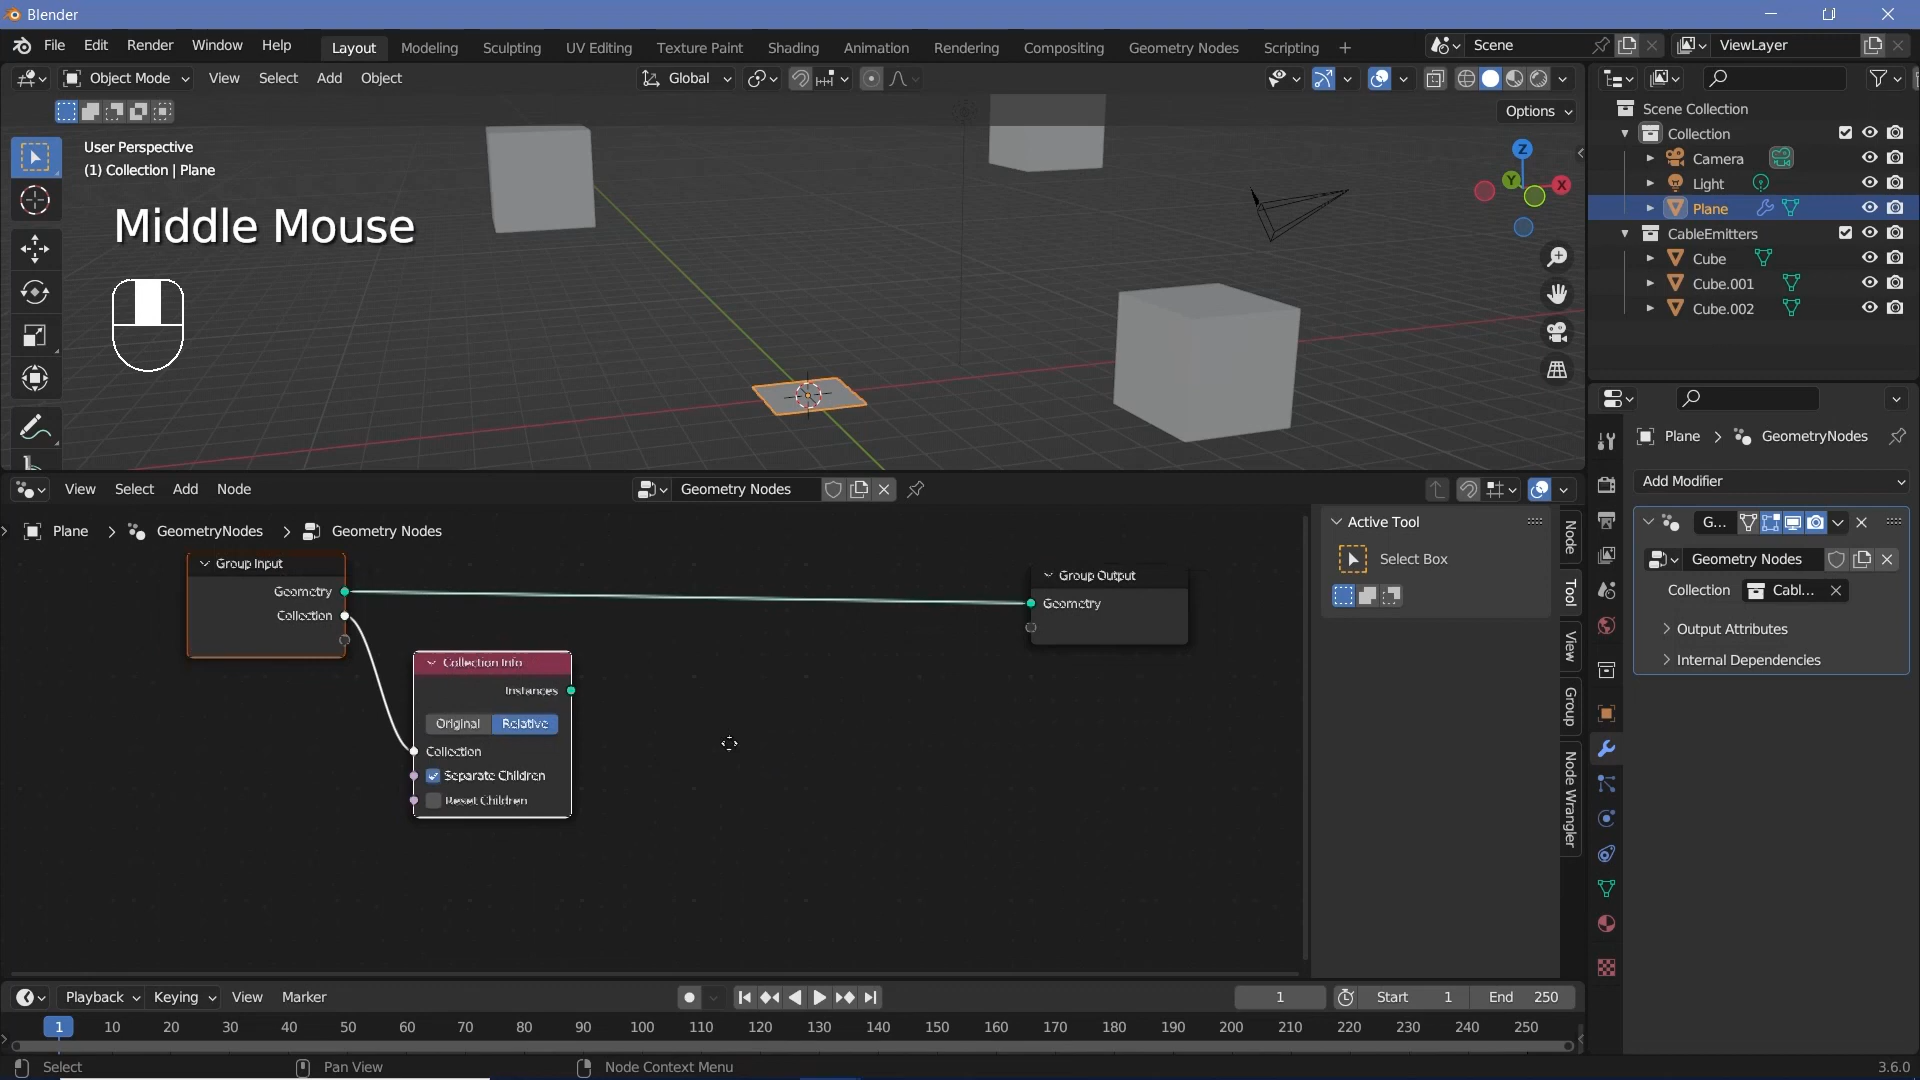 Blender
File Edit Render Window Help
Layout Modeling Sculpting UV Editing Texture Paint Shading Animation Rendering Compositing Geometry Nodes Scripting +
Scene
ViewLayer
Object Mode View Select Add Object
Global
Options
User Perspective
(1) Collection | Plane
Middle Mouse
Z
Y
X
Scene Collection
Collection
Camera
Light
Plane
CableEmitters
Cube
Cube.001
Cube.002
View Select Add Node
Geometry Nodes
Plane > GeometryNodes > Geometry Nodes
Group Input
Geometry
Collection
Collection Info
Instances
Original Relative
Collection
Separate Children
Reset Children
Group Output
Geometry
Active Tool
Select Box
Node
Tool
View
Group
Node Wrangler
Plane > GeometryNodes
Add Modifier
G...
Geometry Nodes
Collection Cabl...
Output Attributes
Internal Dependencies
Playback Keying View Marker
1
Start 1
End 250
1 10 20 30 40 50 60 70 80 90 100 110 120 130 140 150 160 170 180 190 200 210 220 230 240 250
Select
Pan View
Node Context Menu
3.6.0